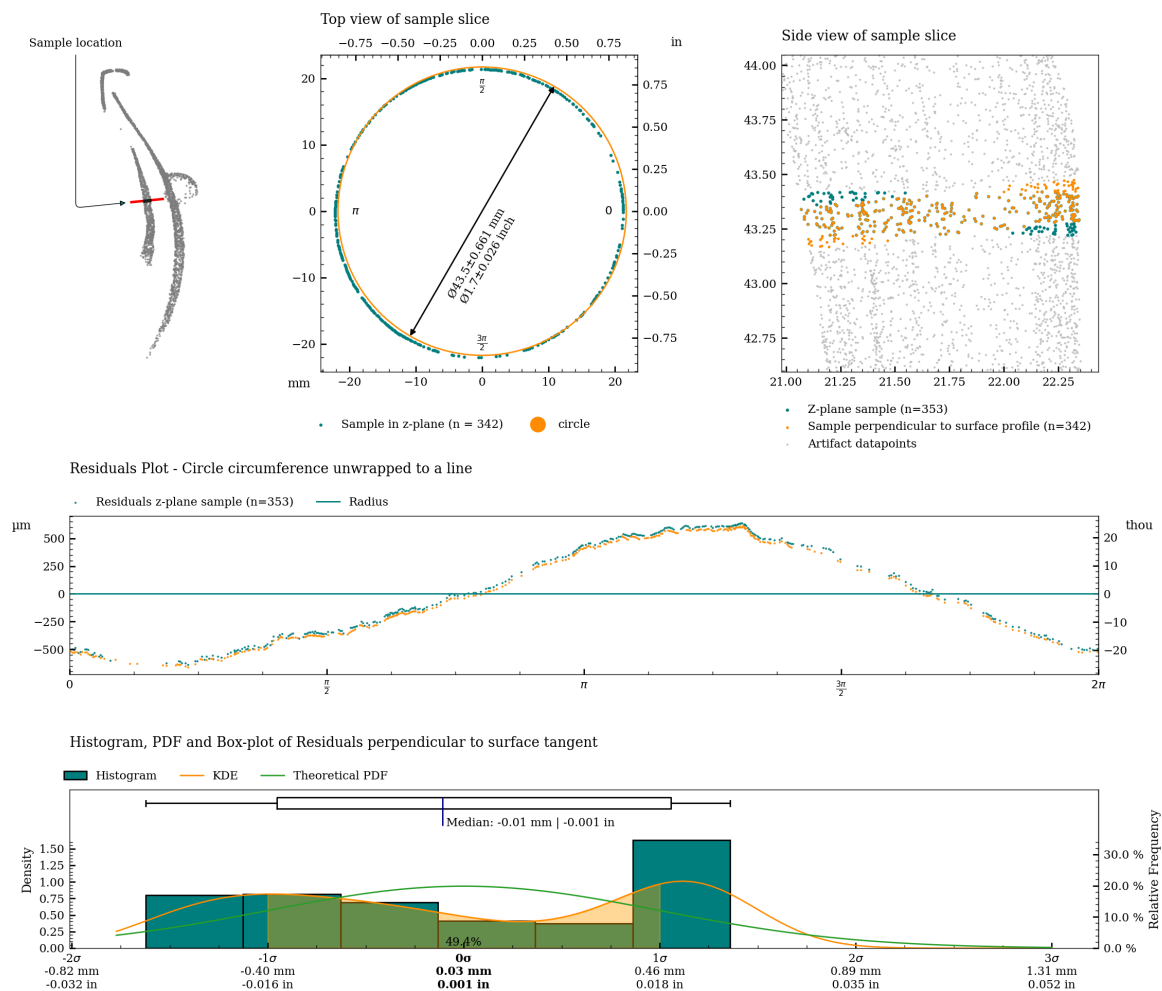 Sample location
Top view of sample slice
−0.75 −0.50 −0.25 0.00 0.25 0.50 0.75 in
20
10
0
−10
−20
mm
0.75
0.50
0.25
0.00
−0.25
−0.50
−0.75
π/2
π
0
3π/2
Ø43.5±0.661 mm
Ø1.7±0.026 inch
−20 −10 0 10 20
Sample in z-plane (n = 342) circle
Side view of sample slice
44.00
43.75
43.50
43.25
43.00
42.75
21.00 21.25 21.50 21.75 22.00 22.25
Z-plane sample (n=353)
Sample perpendicular to surface profile (n=342)
Artifact datapoints
Residuals Plot - Circle circumference unwrapped to a line
Residuals z-plane sample (n=353) Radius
µm thou
500 20
250 10
0 0
−250 −10
−500 −20
0 π/2 π 3π/2 2π
Histogram, PDF and Box-plot of Residuals perpendicular to surface tangent
Histogram KDE Theoretical PDF
Median: -0.01 mm | -0.001 in
Density
1.50
1.25
1.00
0.75
0.50
0.25
0.00
Relative Frequency
30.0 %
20.0 %
10.0 %
0.0 %
49.4%
-2σ -1σ 0σ 1σ 2σ 3σ
-0.82 mm -0.40 mm 0.03 mm 0.46 mm 0.89 mm 1.31 mm
-0.032 in -0.016 in 0.001 in 0.018 in 0.035 in 0.052 in